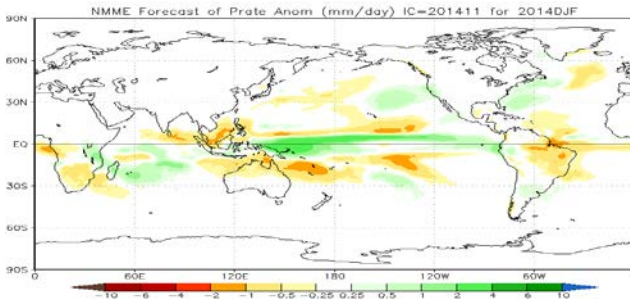 NMME Forecast of Prate Anom (mm/day) IC=201411 for 2014DJF
90N
60N
30N
EQ
30S
60S
90S
0 60E 120E 180 120W 60W
-10 -6 -4 -2 -1 -0.5 -0.25 0.25 0.5 1 2 4 6 10